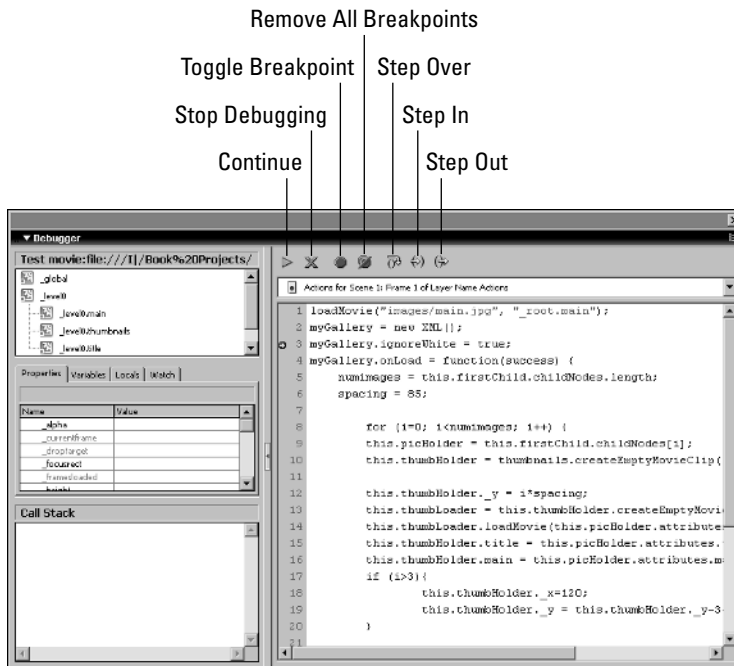 Remove All Breakpoints
Toggle Breakpoint Step Over
Stop Debugging Step In
Continue Step Out
▼ Debugger
Test movie:file:///I|/Book%20Projects/
_global
_level0
_level0.main
_level0.thumbnails
_level0.title
Properties Variables Locals Watch
Name Value
_alpha
_currentframe
_droptarget
_focusrect
_framesloaded
_height
Call Stack
Actions for Scene 1: Frame 1 of Layer Name Actions
1 loadMovie("images/main.jpg", "_root.main");
2 myGallery = new XML();
3 myGallery.ignoreWhite = true;
4 myGallery.onLoad = function(success) {
5 numimages = this.firstChild.childNodes.length;
6 spacing = 85;
7
8 for (i=0; i<numimages; i++) {
9 this.picHolder = this.firstChild.childNodes[i];
10 this.thumbHolder = thumbnails.createEmptyMovieClip(
11
12 this.thumbHolder._y = i*spacing;
13 this.thumbLoader = this.thumbHolder.createEmptyMovi
14 this.thumbLoader.loadMovie(this.picHolder.attribute
15 this.thumbHolder.title = this.picHolder.attributes.
16 this.thumbHolder.main = this.picHolder.attributes.m
17 if (i>3){
18 this.thumbHolder._x=120;
19 this.thumbHolder._y = this.thumbHolder._y-3
20 }
21